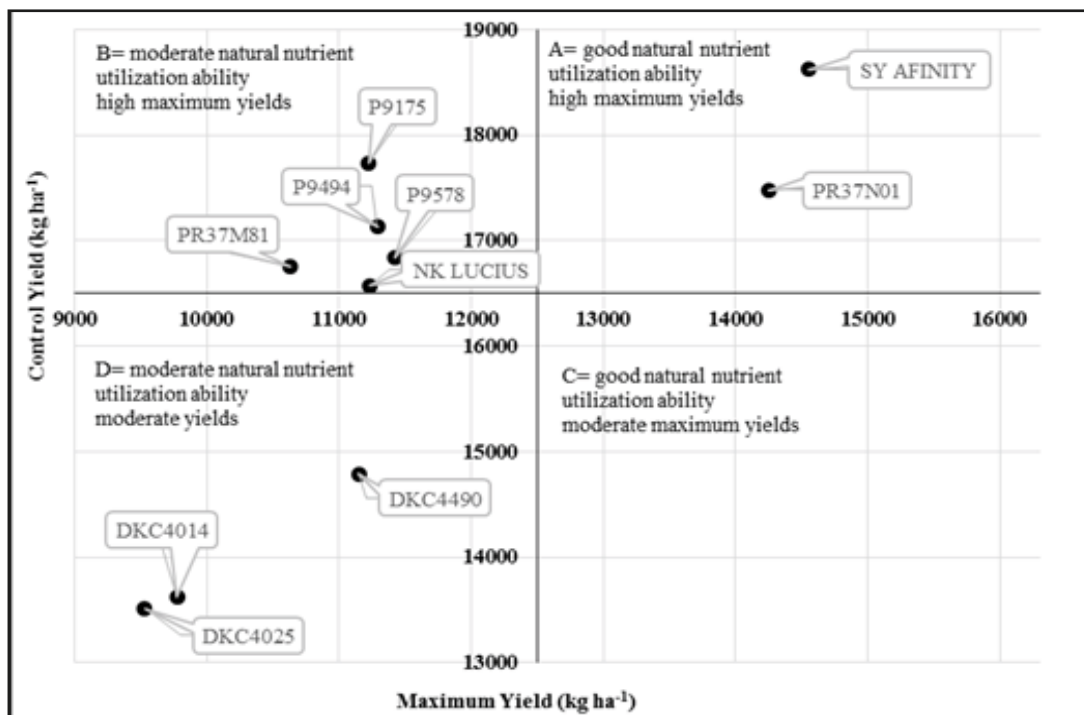 19000
B= moderate natural nutrient
utilization ability
high maximum yields
A= good natural nutrient
utilization ability
high maximum yields
SY AFINITY
P9175
18000
P9494
P9578
PR37N01
PR37M81
17000
NK LUCIUS
Control Yield (kg ha-1)
9000 10000 11000 12000 13000 14000 15000 16000
16000
D= moderate natural nutrient
utilization ability
moderate yields
C= good natural nutrient
utilization ability
moderate maximum yields
15000
DKC4490
DKC4014
14000
DKC4025
13000
Maximum Yield (kg ha-1)